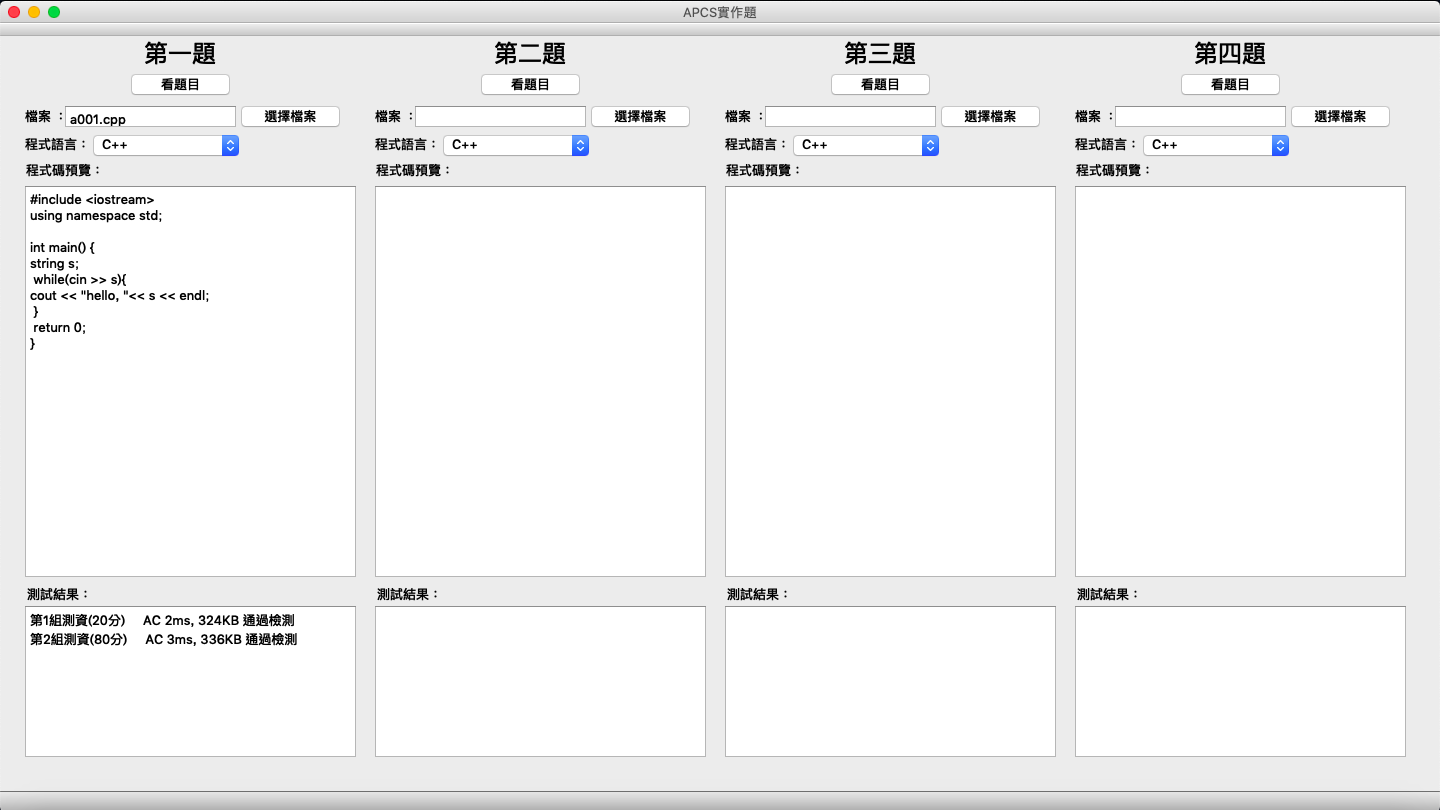 APCS實作題
第一題
看題目
檔案 ： a001.cpp 選擇檔案
程式語言： C++
程式碼預覽：
#include <iostream>
using namespace std;
int main() {
string s;
while(cin >> s){
cout << "hello, "<< s << endl;
}
return 0;
}
測試結果：
第1組測資(20分) AC 2ms, 324KB 通過檢測
第2組測資(80分) AC 3ms, 336KB 通過檢測
第二題
看題目
檔案 ： 選擇檔案
程式語言： C++
程式碼預覽：
測試結果：
第三題
看題目
檔案 ： 選擇檔案
程式語言： C++
程式碼預覽：
測試結果：
第四題
看題目
檔案 ： 選擇檔案
程式語言： C++
程式碼預覽：
測試結果：